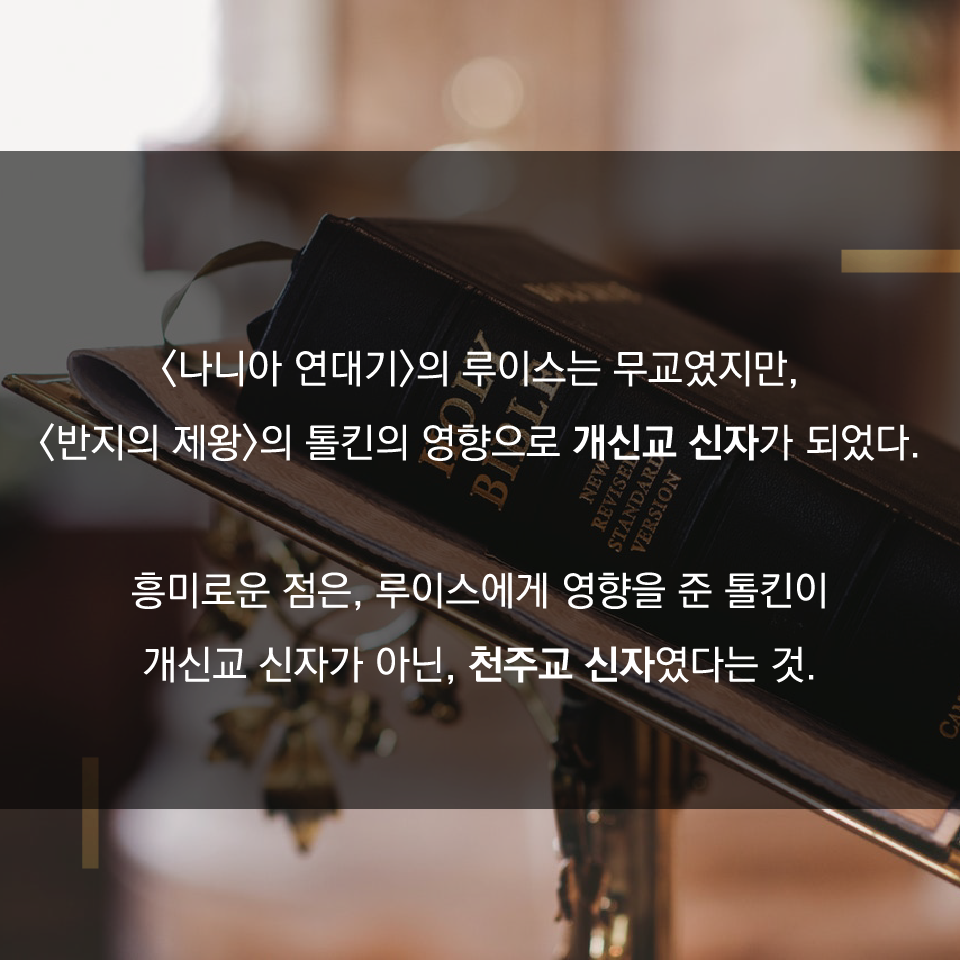 〈나니아 연대기〉의 루이스는 무교였지만,
〈반지의 제왕〉의 톨킨의 영향으로 개신교 신자가 되었다.
흥미로운 점은, 루이스에게 영향을 준 톨킨이
개신교 신자가 아닌, 천주교 신자였다는 것.
HOLY
BIBLE
NEW
REVISED
STANDARD
VERSION